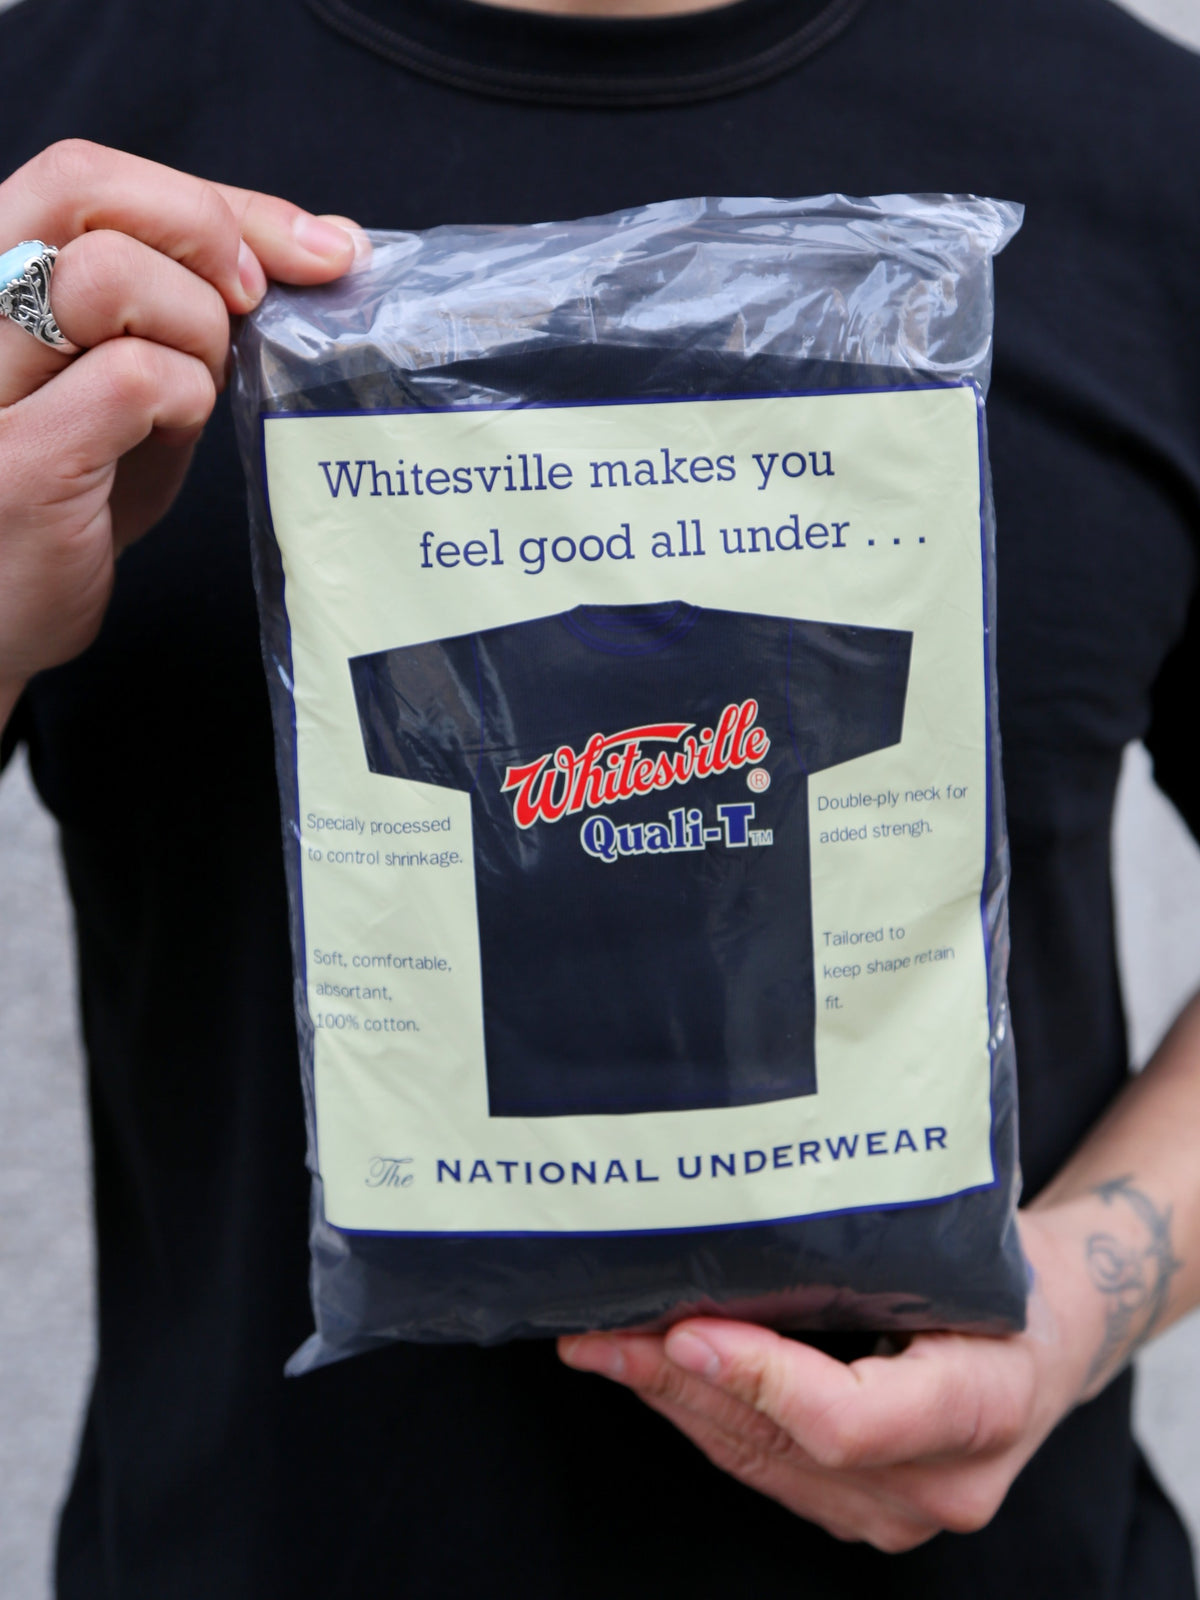 Whitesville makes you
feel good all under . . .
Whitesville ®
Quali-T TM
Specialy processed
to control shrinkage.
Double-ply neck for
added strengh.
Soft, comfortable,
absortant,
100% cotton.
Tailored to
keep shape retain
fit.
The NATIONAL UNDERWEAR